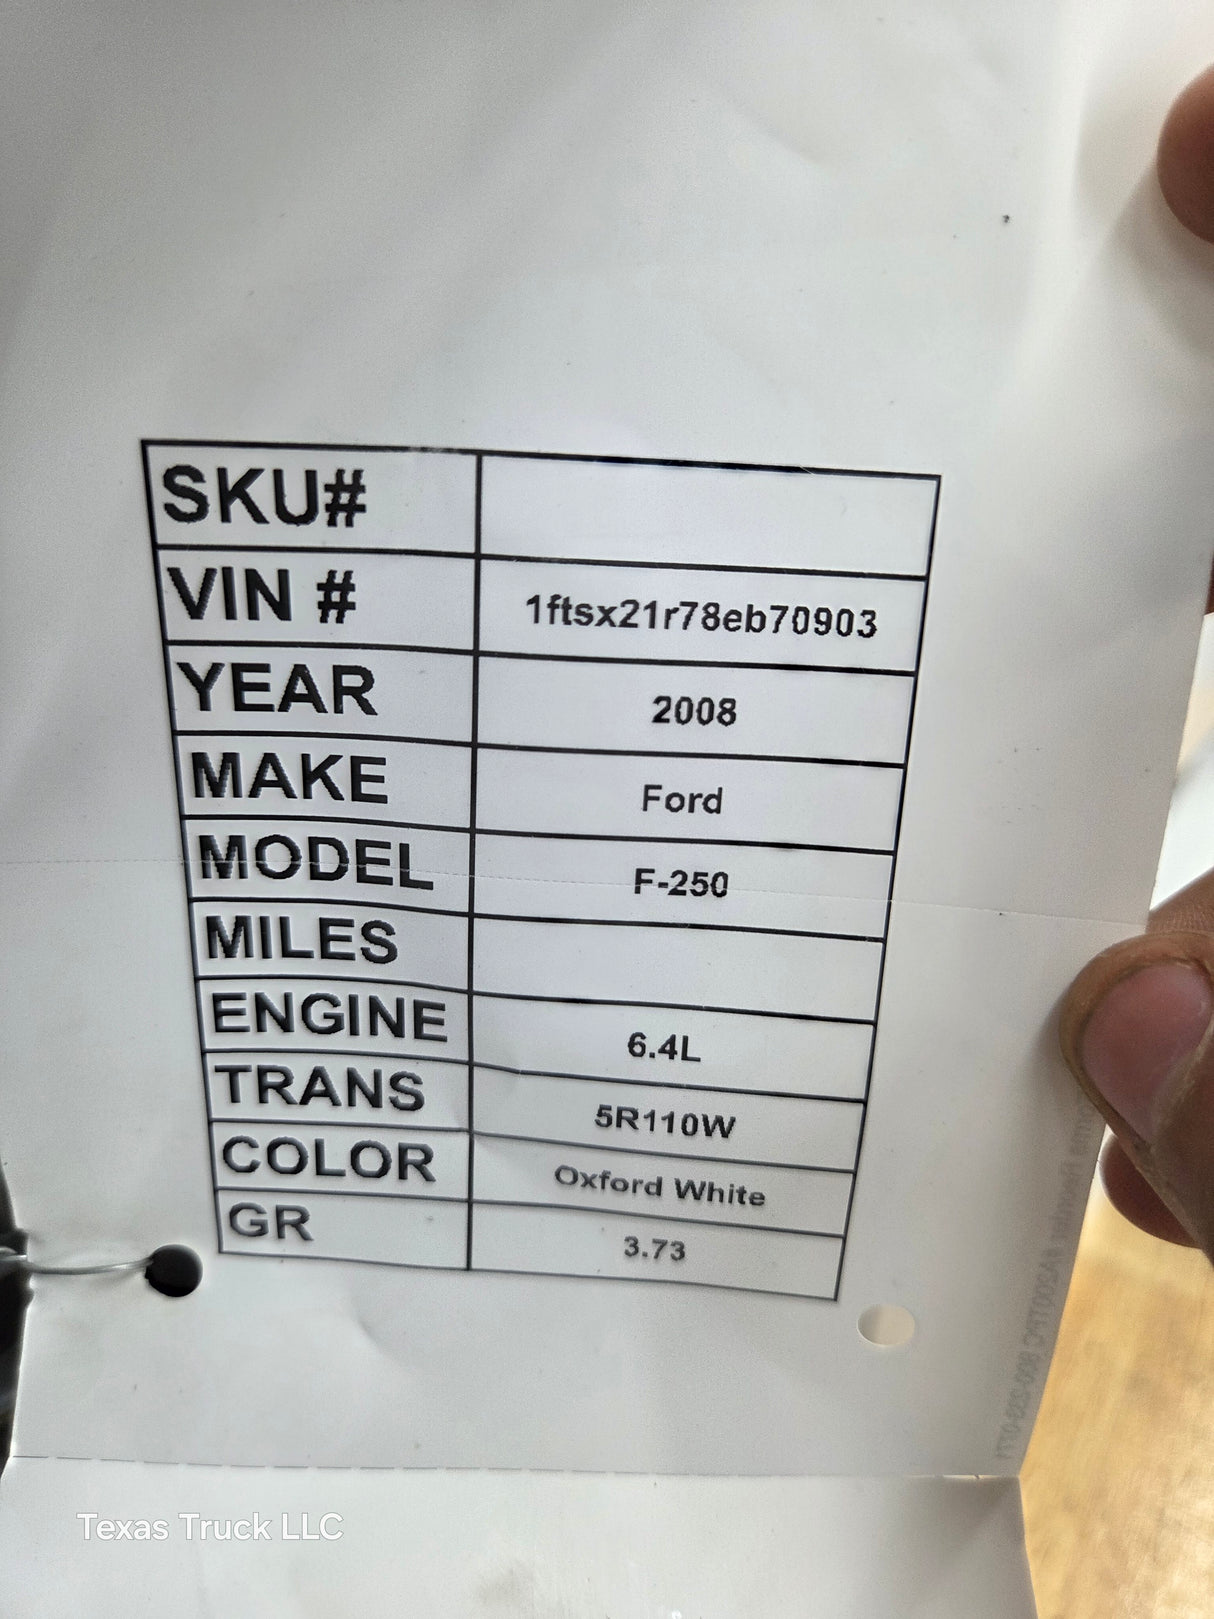 SKU#
VIN # 1ftsx21r78eb70903
YEAR 2008
MAKE Ford
MODEL F-250
MILES
ENGINE 6.4L
TRANS 5R110W
COLOR Oxford White
GR 3.73
Texas Truck LLC